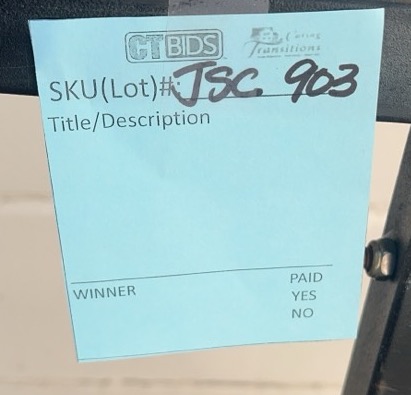 CTBIDS Caring
Transitions
SKU(Lot)#: JSC 903
Title/Description
WINNER PAID
YES
NO